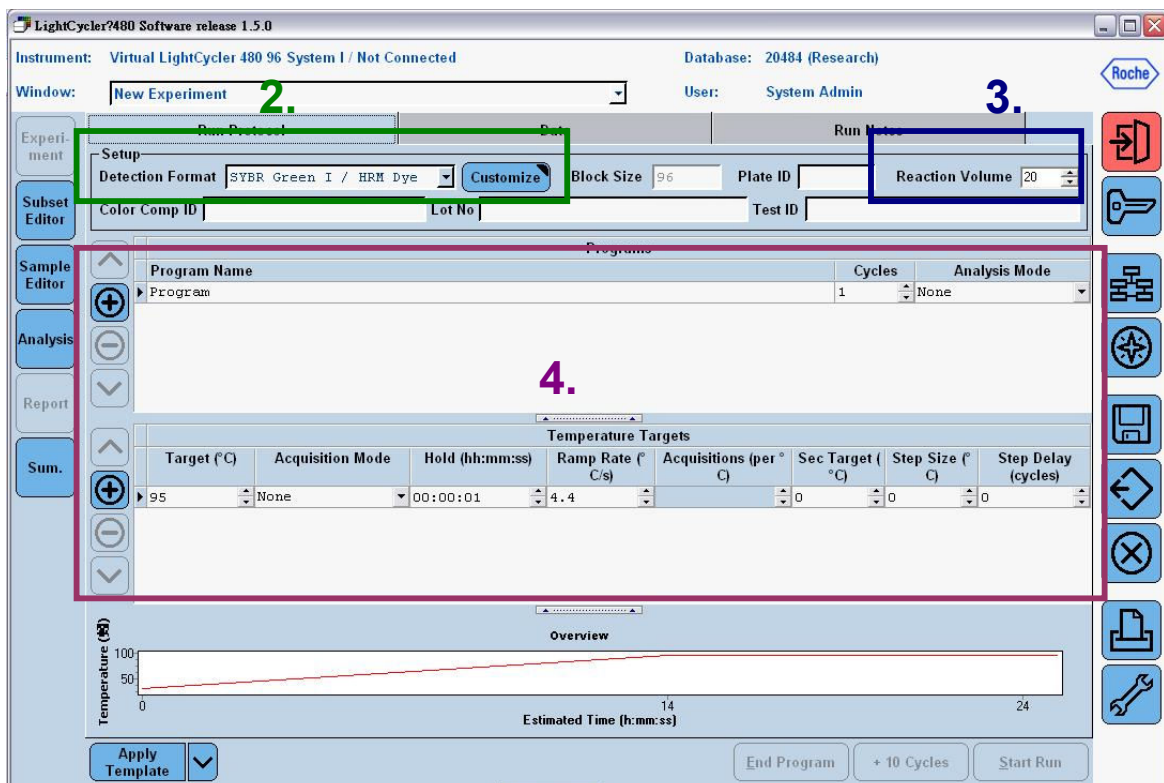 LightCycler?480 Software release 1.5.0
Instrument: Virtual LightCycler 480 96 System I / Not Connected Database: 20484 (Research)
Window: New Experiment User: System Admin
Roche
2.
3.
Experi-
ment
Run Protocol Run Notes
Setup
Detection Format SYBR Green I / HRM Dye Customize Block Size 96 Plate ID Reaction Volume 20
Color Comp ID Lot No Test ID
Subset
Editor
Sample
Editor
Analysis
Report
Sum.
Programs
Program Name Cycles Analysis Mode
Program 1 None
4.
Temperature Targets
Target (°C) Acquisition Mode Hold (hh:mm:ss) Ramp Rate (° Acquisitions (per ° Sec Target ( Step Size (° Step Delay
C/s) C) °C) C) (cycles)
95 None 00:00:01 4.4 0 0 0
Overview
Temperature
100
50
0 14 24
Estimated Time (h:mm:ss)
Apply
Template
End Program + 10 Cycles Start Run